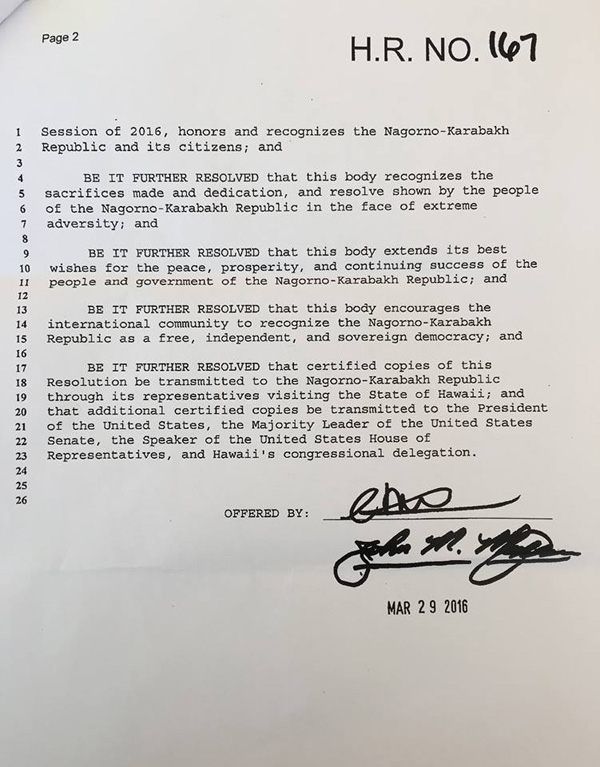 Page 2
H.R. NO. 167
1 Session of 2016, honors and recognizes the Nagorno-Karabakh
2 Republic and its citizens; and
3
4 BE IT FURTHER RESOLVED that this body recognizes the
5 sacrifices made and dedication, and resolve shown by the people
6 of the Nagorno-Karabakh Republic in the face of extreme
7 adversity; and
8
9 BE IT FURTHER RESOLVED that this body extends its best
10 wishes for the peace, prosperity, and continuing success of the
11 people and government of the Nagorno-Karabakh Republic; and
12
13 BE IT FURTHER RESOLVED that this body encourages the
14 international community to recognize the Nagorno-Karabakh
15 Republic as a free, independent, and sovereign democracy; and
16
17 BE IT FURTHER RESOLVED that certified copies of this
18 Resolution be transmitted to the Nagorno-Karabakh Republic
19 through its representatives visiting the State of Hawaii; and
20 that additional certified copies be transmitted to the President
21 of the United States, the Majority Leader of the United States
22 Senate, the Speaker of the United States House of
23 Representatives, and Hawaii's congressional delegation.
24
25
26
OFFERED BY:
John M.
MAR 29 2016